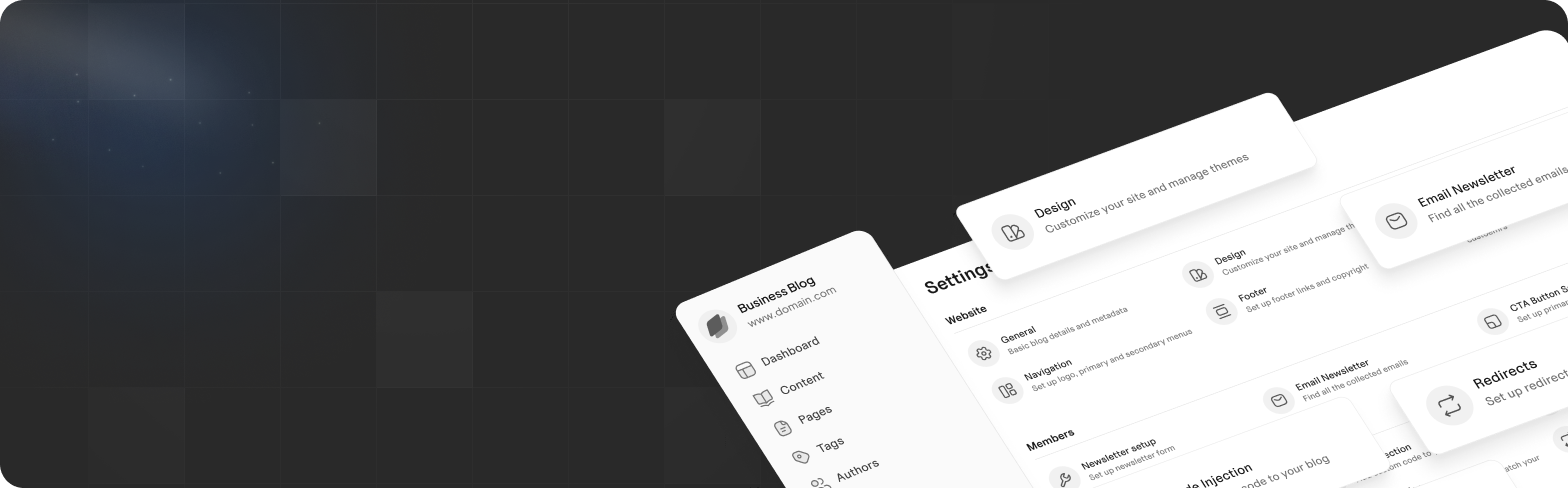 Business Blog
www.domain.com
Dashboard
Content
Pages
Tags
Authors
Settings
Website
General
Basic blog details and metadata
Navigation
Set up logo, primary and secondary menus
Design
Customize your site and manage th
Footer
Set up footer links and copyright
Design
Customize your site and manage themes
Email Newsletter
Find all the collected emails
CTA Button S
Set up primar
Members
Newsletter setup
Set up newsletter form
Email Newsletter
Find all the collected emails
Redirects
Set up redirect
de Injection
code to your blog
ection
om code to
atch your